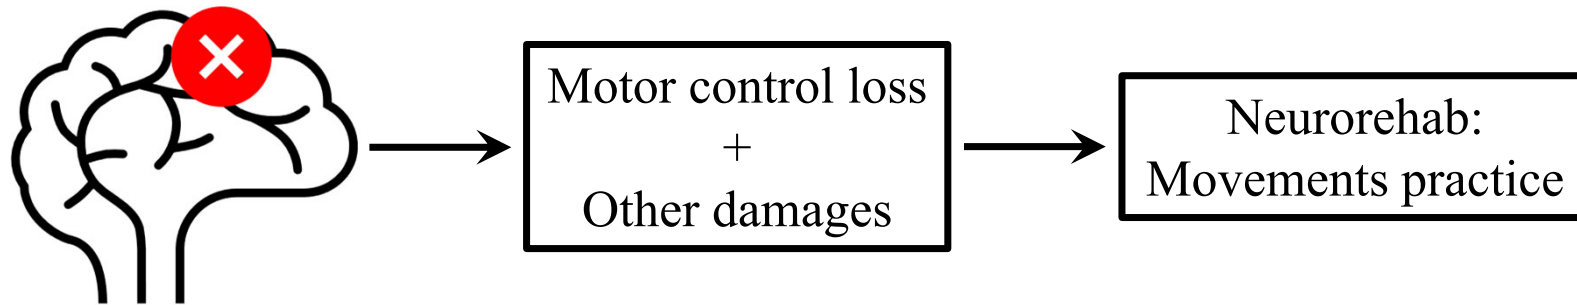 Motor control loss
+
Other damages
Neurorehab:
Movements practice